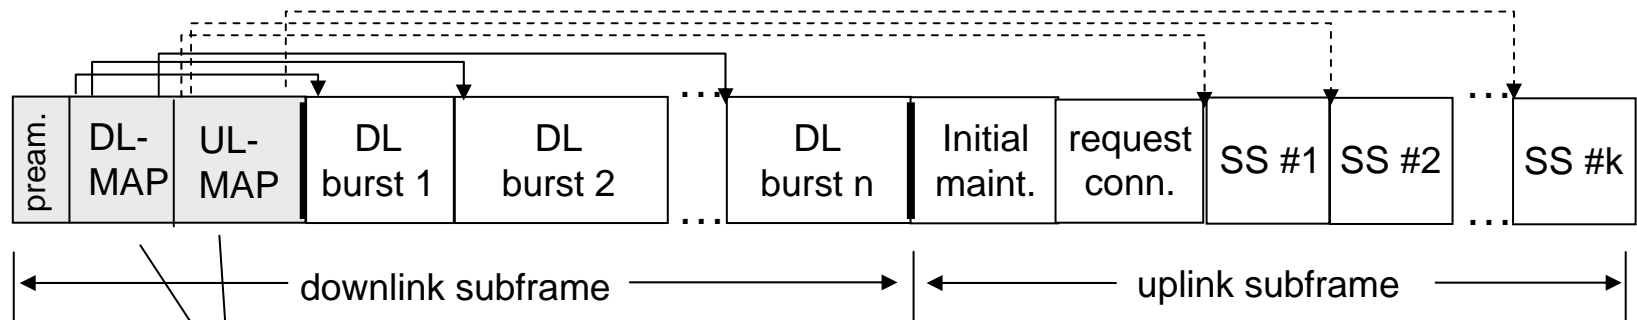 pream.
DL-
MAP
UL-
MAP
DL
burst 1
DL
burst 2
...
...
DL
burst n
Initial
maint.
request
conn.
SS #1
SS #2
...
...
SS #k
downlink subframe
uplink subframe